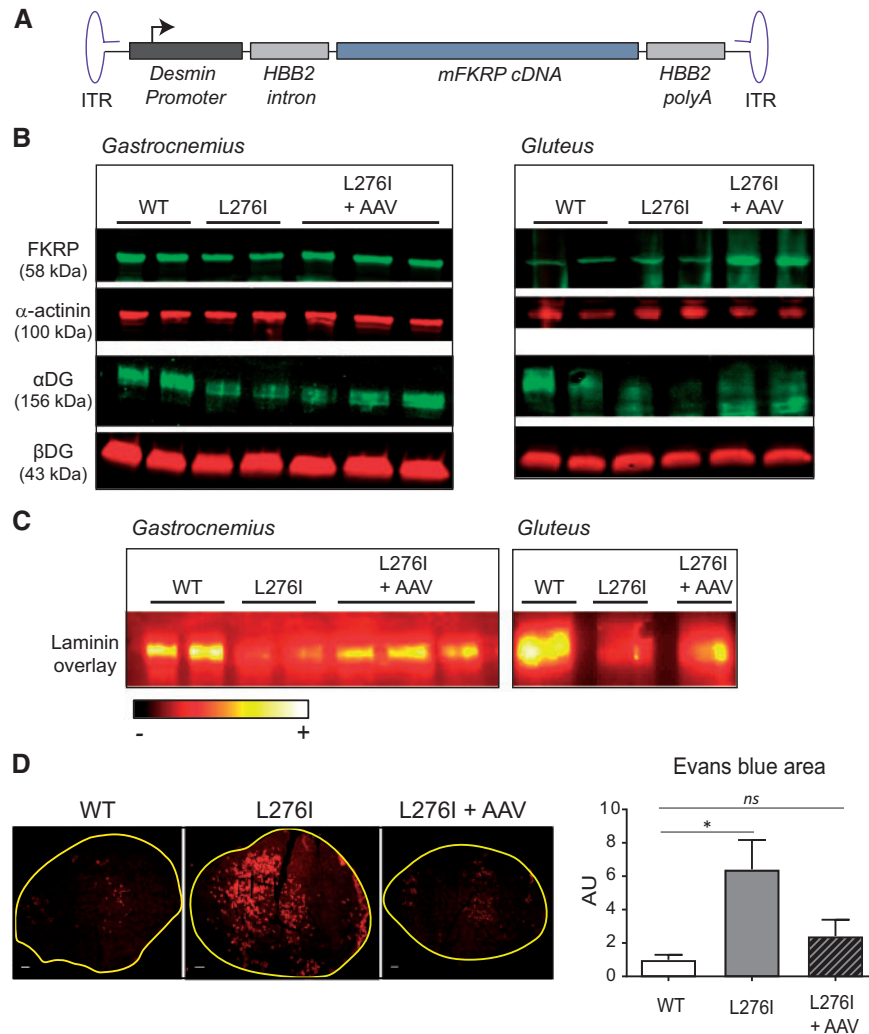 A
ITR
Desmin
Promoter
HBB2
intron
mFKRP cDNA
HBB2
polyA
ITR
B
Gastrocnemius
WT
L276I
L276I
+ AAV
Gluteus
WT
L276I
L276I
+ AAV
FKRP
(58 kDa)
α-actinin
(100 kDa)
αDG
(156 kDa)
βDG
(43 kDa)
C
Gastrocnemius
WT
L276I
L276I
+ AAV
Gluteus
WT
L276I
L276I
+ AAV
Laminin
overlay
-
+
D
WT
L276I
L276I + AAV
Evans blue area
AU
10
8
6
4
2
0
ns
*
WT
L276I
L276I
+ AAV